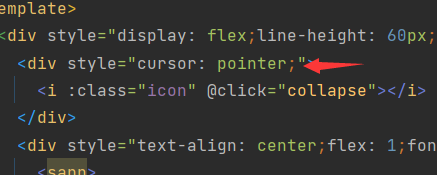 emplate>
<div style="display: flex;line-height: 60px;
<div style="cursor: pointer;">
<i :class="icon" @click="collapse"></i>
</div>
<div style="text-align: center;flex: 1;fon
<sapn>